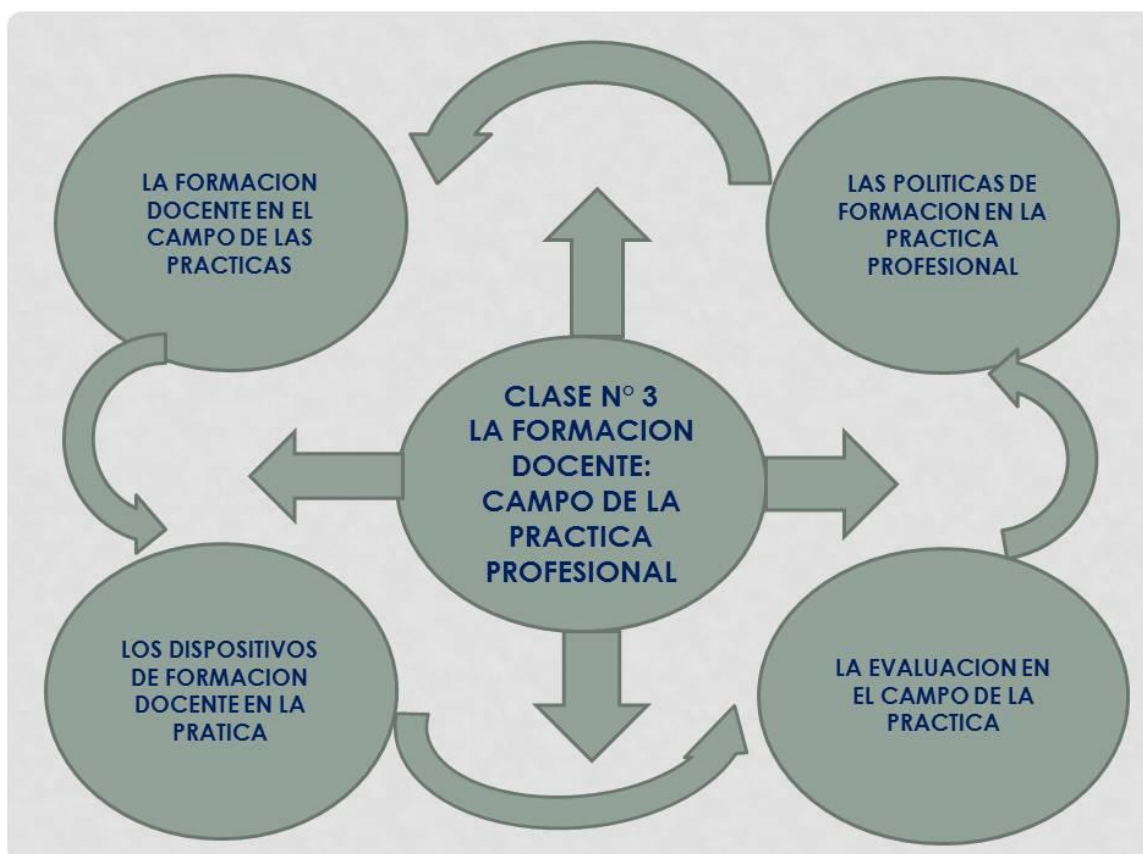 LA FORMACION
DOCENTE EN EL
CAMPO DE LAS
PRACTICAS
LAS POLITICAS DE
FORMACION EN LA
PRACTICA
PROFESIONAL
CLASE N° 3
LA FORMACION
DOCENTE:
CAMPO DE LA
PRACTICA
PROFESIONAL
LOS DISPOSITIVOS
DE FORMACION
DOCENTE EN LA
PRATICA
LA EVALUACION EN
EL CAMPO DE LA
PRACTICA